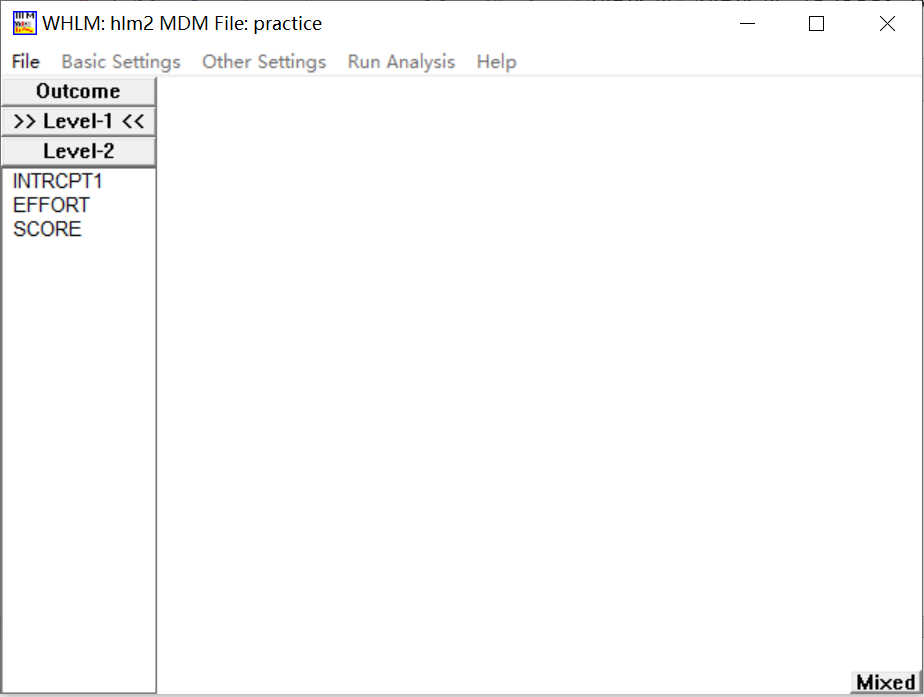 WHLM: hlm2 MDM File: practice
File Basic Settings Other Settings Run Analysis Help
Outcome
>> Level-1 <<
Level-2
INTRCPT1
EFFORT
SCORE
Mixed